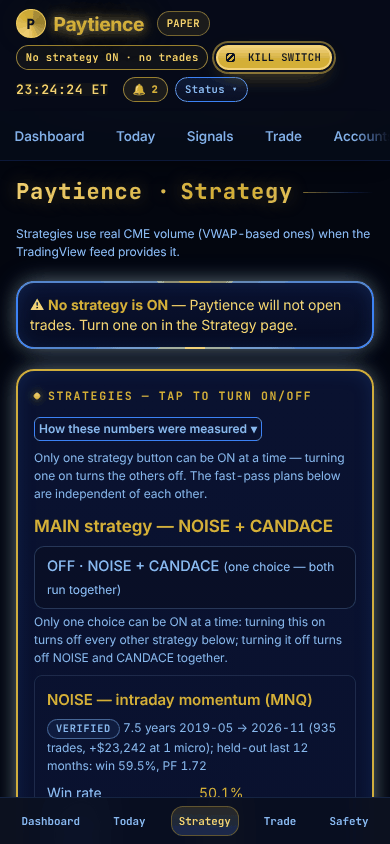 P Paytience PAPER
No strategy ON · no trades KILL SWITCH
23:24:24 ET 🔔 2 Status ▾
Dashboard Today Signals Trade Account
Paytience · Strategy
Strategies use real CME volume (VWAP-based ones) when the
TradingView feed provides it.
⚠ No strategy is ON — Paytience will not open
trades. Turn one on in the Strategy page.
STRATEGIES — TAP TO TURN ON/OFF
How these numbers were measured ▾
Only one strategy button can be ON at a time — turning
one on turns the others off. The fast-pass plans below
are independent of each other.
MAIN strategy — NOISE + CANDACE
OFF · NOISE + CANDACE (one choice — both
run together)
Only one choice can be ON at a time: turning this on
turns off every other strategy below; turning it off turns
off NOISE and CANDACE together.
NOISE — intraday momentum (MNQ)
VERIFIED 7.5 years 2019-05 → 2026-11 (935
trades, +$23,242 at 1 micro); held-out last 12
months: win 59.5%, PF 1.72
Win rate 50.1%
Dashboard Today Strategy Trade Safety